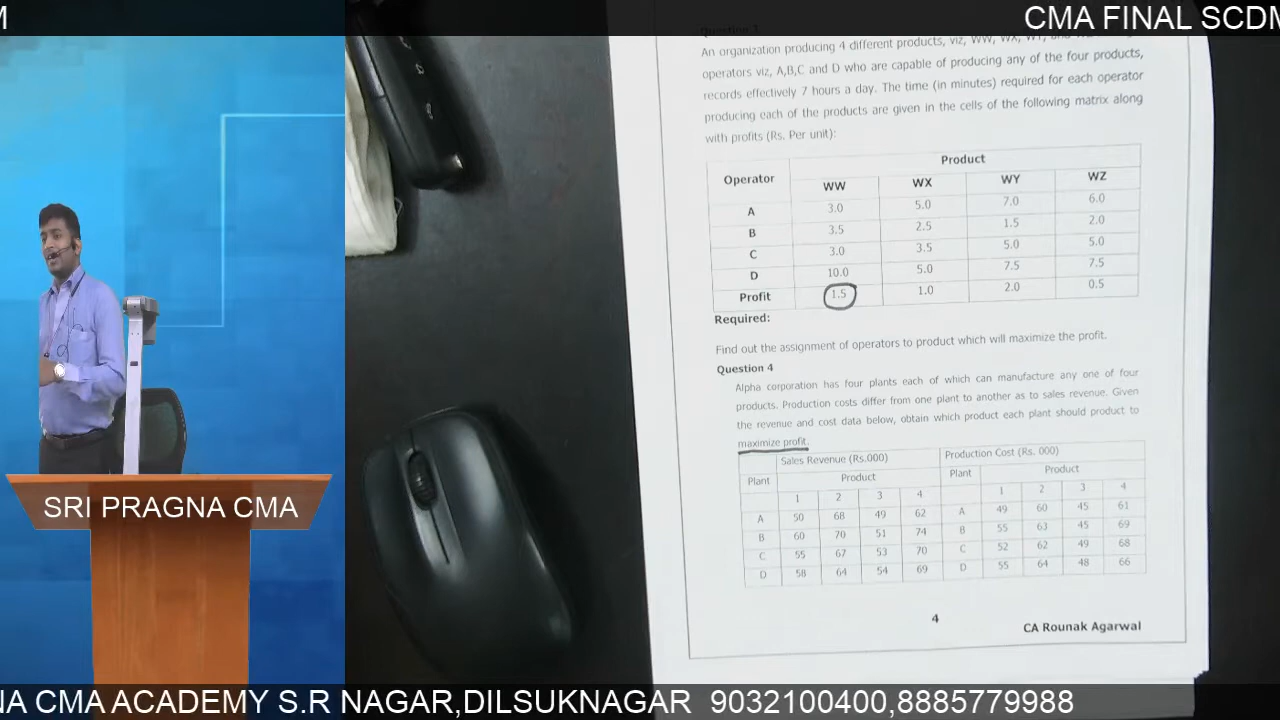 M
CMA FINAL SCDM
An organization producing 4 different products, viz, WW, WX, WY, and
operators viz, A,B,C and D who are capable of producing any of the four products,
records effectively 7 hours a day. The time (in minutes) required for each operator
producing each of the products are given in the cells of the following matrix along
with profits (Rs. Per unit):
Operator Product
WW WX WY WZ
A 3.0 5.0 7.0 6.0
B 3.5 2.5 1.5 2.0
C 3.0 3.5 5.0 5.0
D 10.0 5.0 7.5 7.5
Profit 1.5 1.0 2.0 0.5
Required:
Find out the assignment of operators to product which will maximize the profit.
Question 4
Alpha corporation has four plants each of which can manufacture any one of four
products. Production costs differ from one plant to another as to sales revenue. Given
the revenue and cost data below, obtain which product each plant should product to
maximize profit.
Sales Revenue (Rs.000) Production Cost (Rs. 000)
Plant Product Plant Product
1 2 3 4 1 2 3 4
A 50 68 49 62 A 49 60 45 61
B 60 70 51 74 B 55 63 45 69
C 55 67 53 70 C 52 62 49 68
D 58 64 54 69 D 55 64 48 66
4
CA Rounak Agarwal
SRI PRAGNA CMA
NA CMA ACADEMY S.R NAGAR,DILSUKNAGAR 9032100400,8885779988